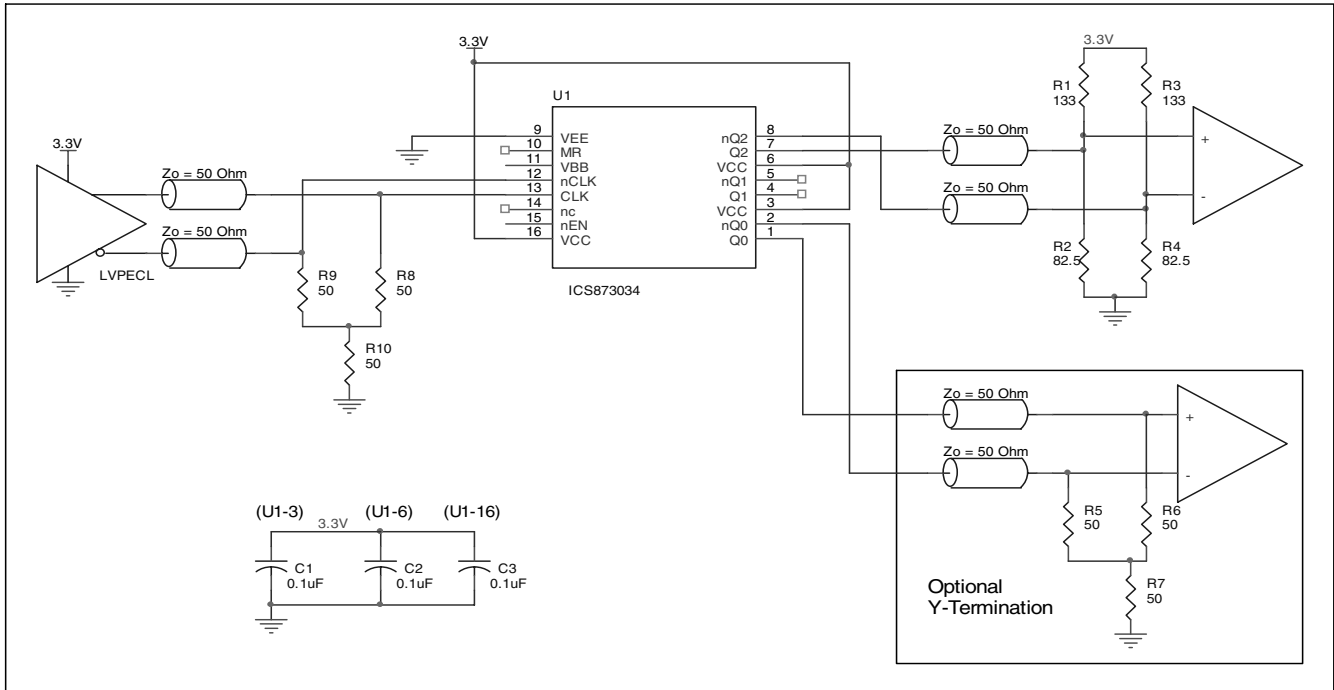 3.3V
LVPECL
Zo = 50 Ohm
Zo = 50 Ohm
R9
50
R8
50
R10
50
3.3V
U1
9 VEE
10 MR
11 VBB
12 nCLK
13 CLK
14 nc
15 nEN
16 VCC
nQ2 8
Q2 7
VCC 6
nQ1 5
Q1 4
VCC 3
nQ0 2
Q0 1
ICS873034
Zo = 50 Ohm
Zo = 50 Ohm
3.3V
R1
133
R3
133
+
-
R2
82.5
R4
82.5
Zo = 50 Ohm
Zo = 50 Ohm
+
-
R5
50
R6
50
R7
50
Optional
Y-Termination
(U1-3) (U1-6) (U1-16)
3.3V
C1
0.1uF
C2
0.1uF
C3
0.1uF